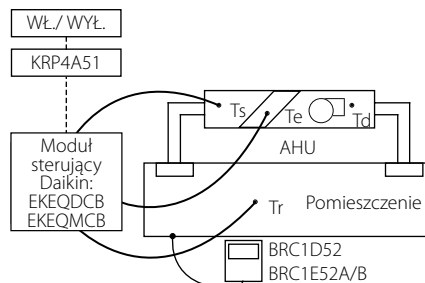 WŁ./ WYŁ.
KRP4A51
Ts
Te
Td
Moduł
sterujący
Daikin:
EKEQDCB
EKEQMCB
AHU
Tr
Pomieszczenie
BRC1D52
BRC1E52A/B